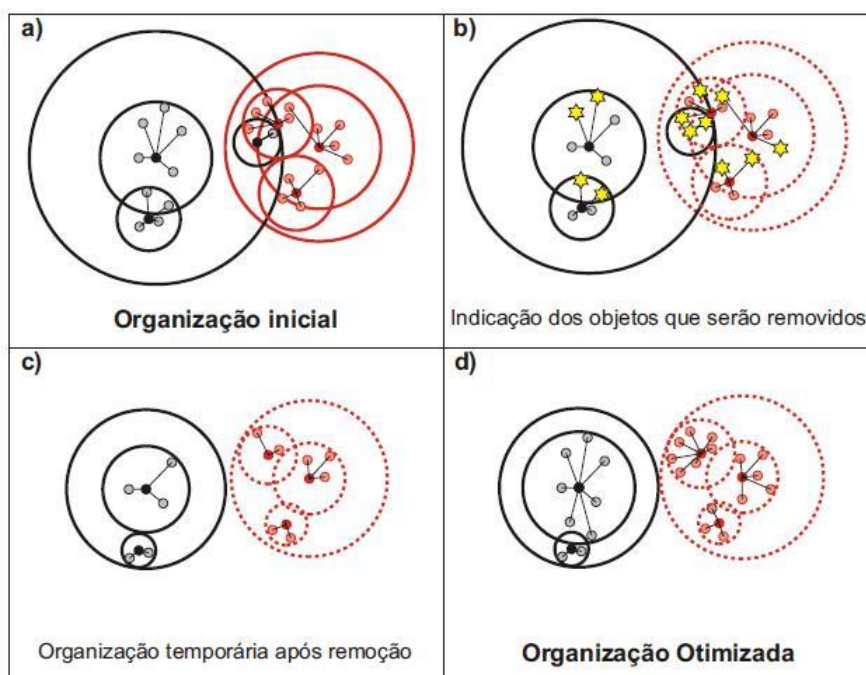 a)
Organização inicial
b)
Indicação dos objetos que serão removidos
c)
Organização temporária após remoção
d)
Organização Otimizada